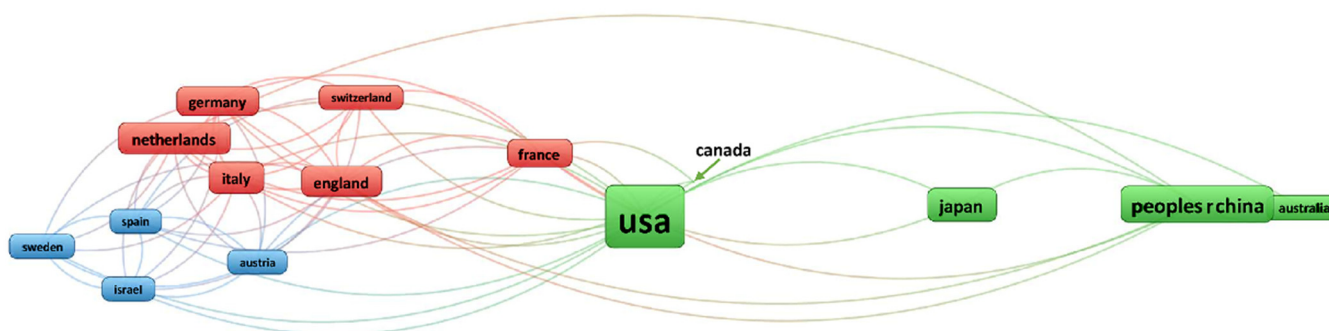 germany
switzerland
netherlands
canada
france
italy
england
usa
japan
peoples r china
australia
spain
sweden
austria
israel